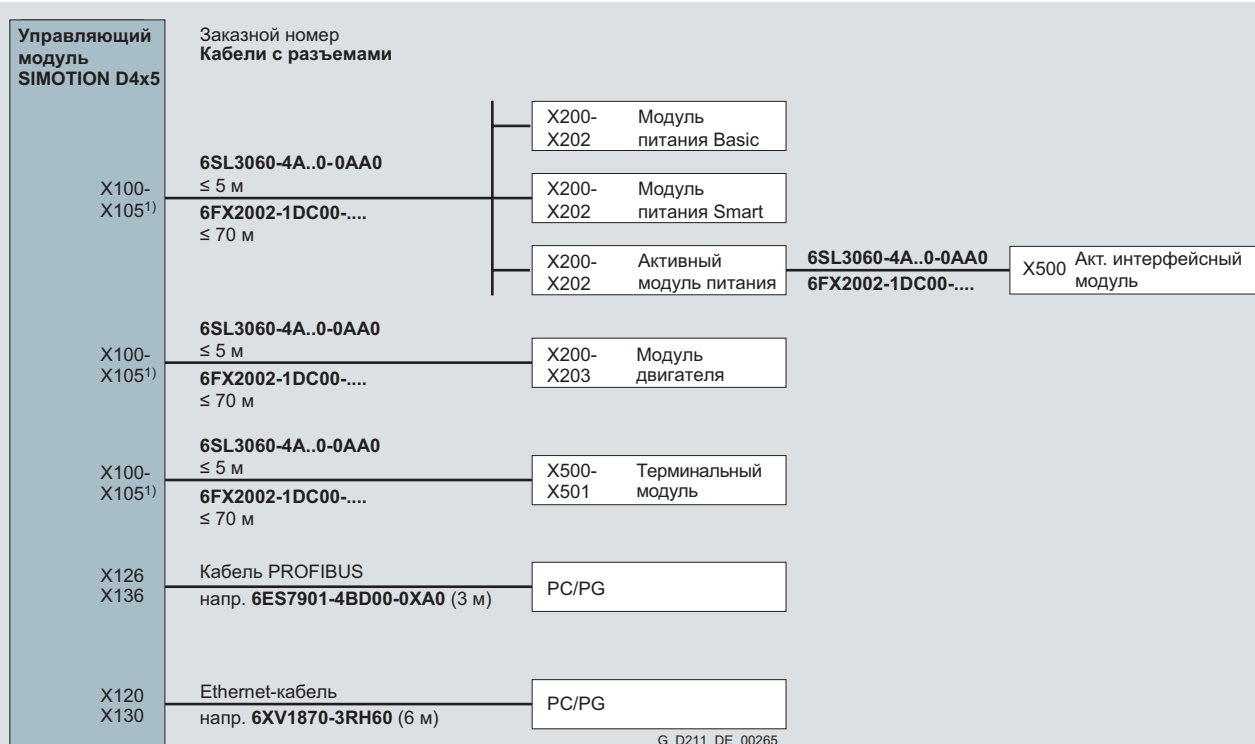 Управляющий
модуль
SIMOTION D4x5
Заказной номер
Кабели с разъемами
X100-
X105¹⁾
6SL3060-4A..0-0AA0
≤ 5 м
6FX2002-1DC00-....
≤ 70 м
X200-
X202
Модуль
питания Basic
X200-
X202
Модуль
питания Smart
X200-
X202
Активный
модуль питания
6SL3060-4A..0-0AA0
6FX2002-1DC00-....
X500
Акт. интерфейсный
модуль
X100-
X105¹⁾
6SL3060-4A..0-0AA0
≤ 5 м
6FX2002-1DC00-....
≤ 70 м
X200-
X203
Модуль
двигателя
X100-
X105¹⁾
6SL3060-4A..0-0AA0
≤ 5 м
6FX2002-1DC00-....
≤ 70 м
X500-
X501
Терминальный
модуль
X126
X136
Кабель PROFIBUS
напр. 6ES7901-4BD00-0XA0 (3 м)
PC/PG
X120
X130
Ethernet-кабель
напр. 6XV1870-3RH60 (6 м)
PC/PG
G_D211_DE_00265